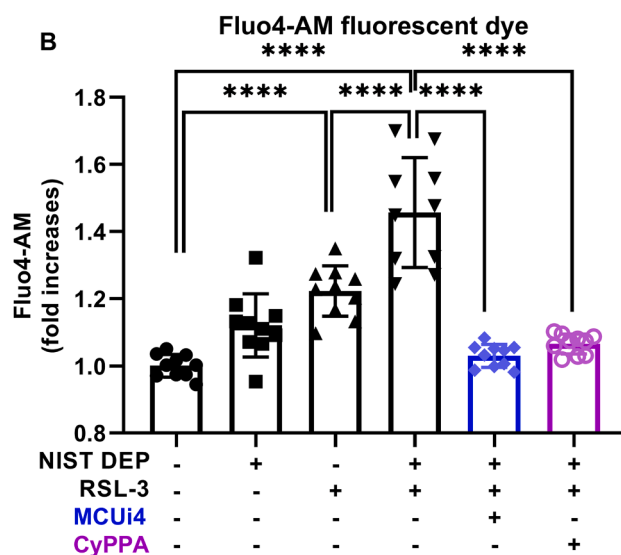 B
Fluo4-AM fluorescent dye
**** ****
**** **** ****
Fluo4-AM
(fold increases)
1.8
1.6
1.4
1.2
1.0
0.8
NIST DEP - + - + + +
RSL-3 - - + + + +
MCUi4 - - - - + -
CyPPA - - - - - +